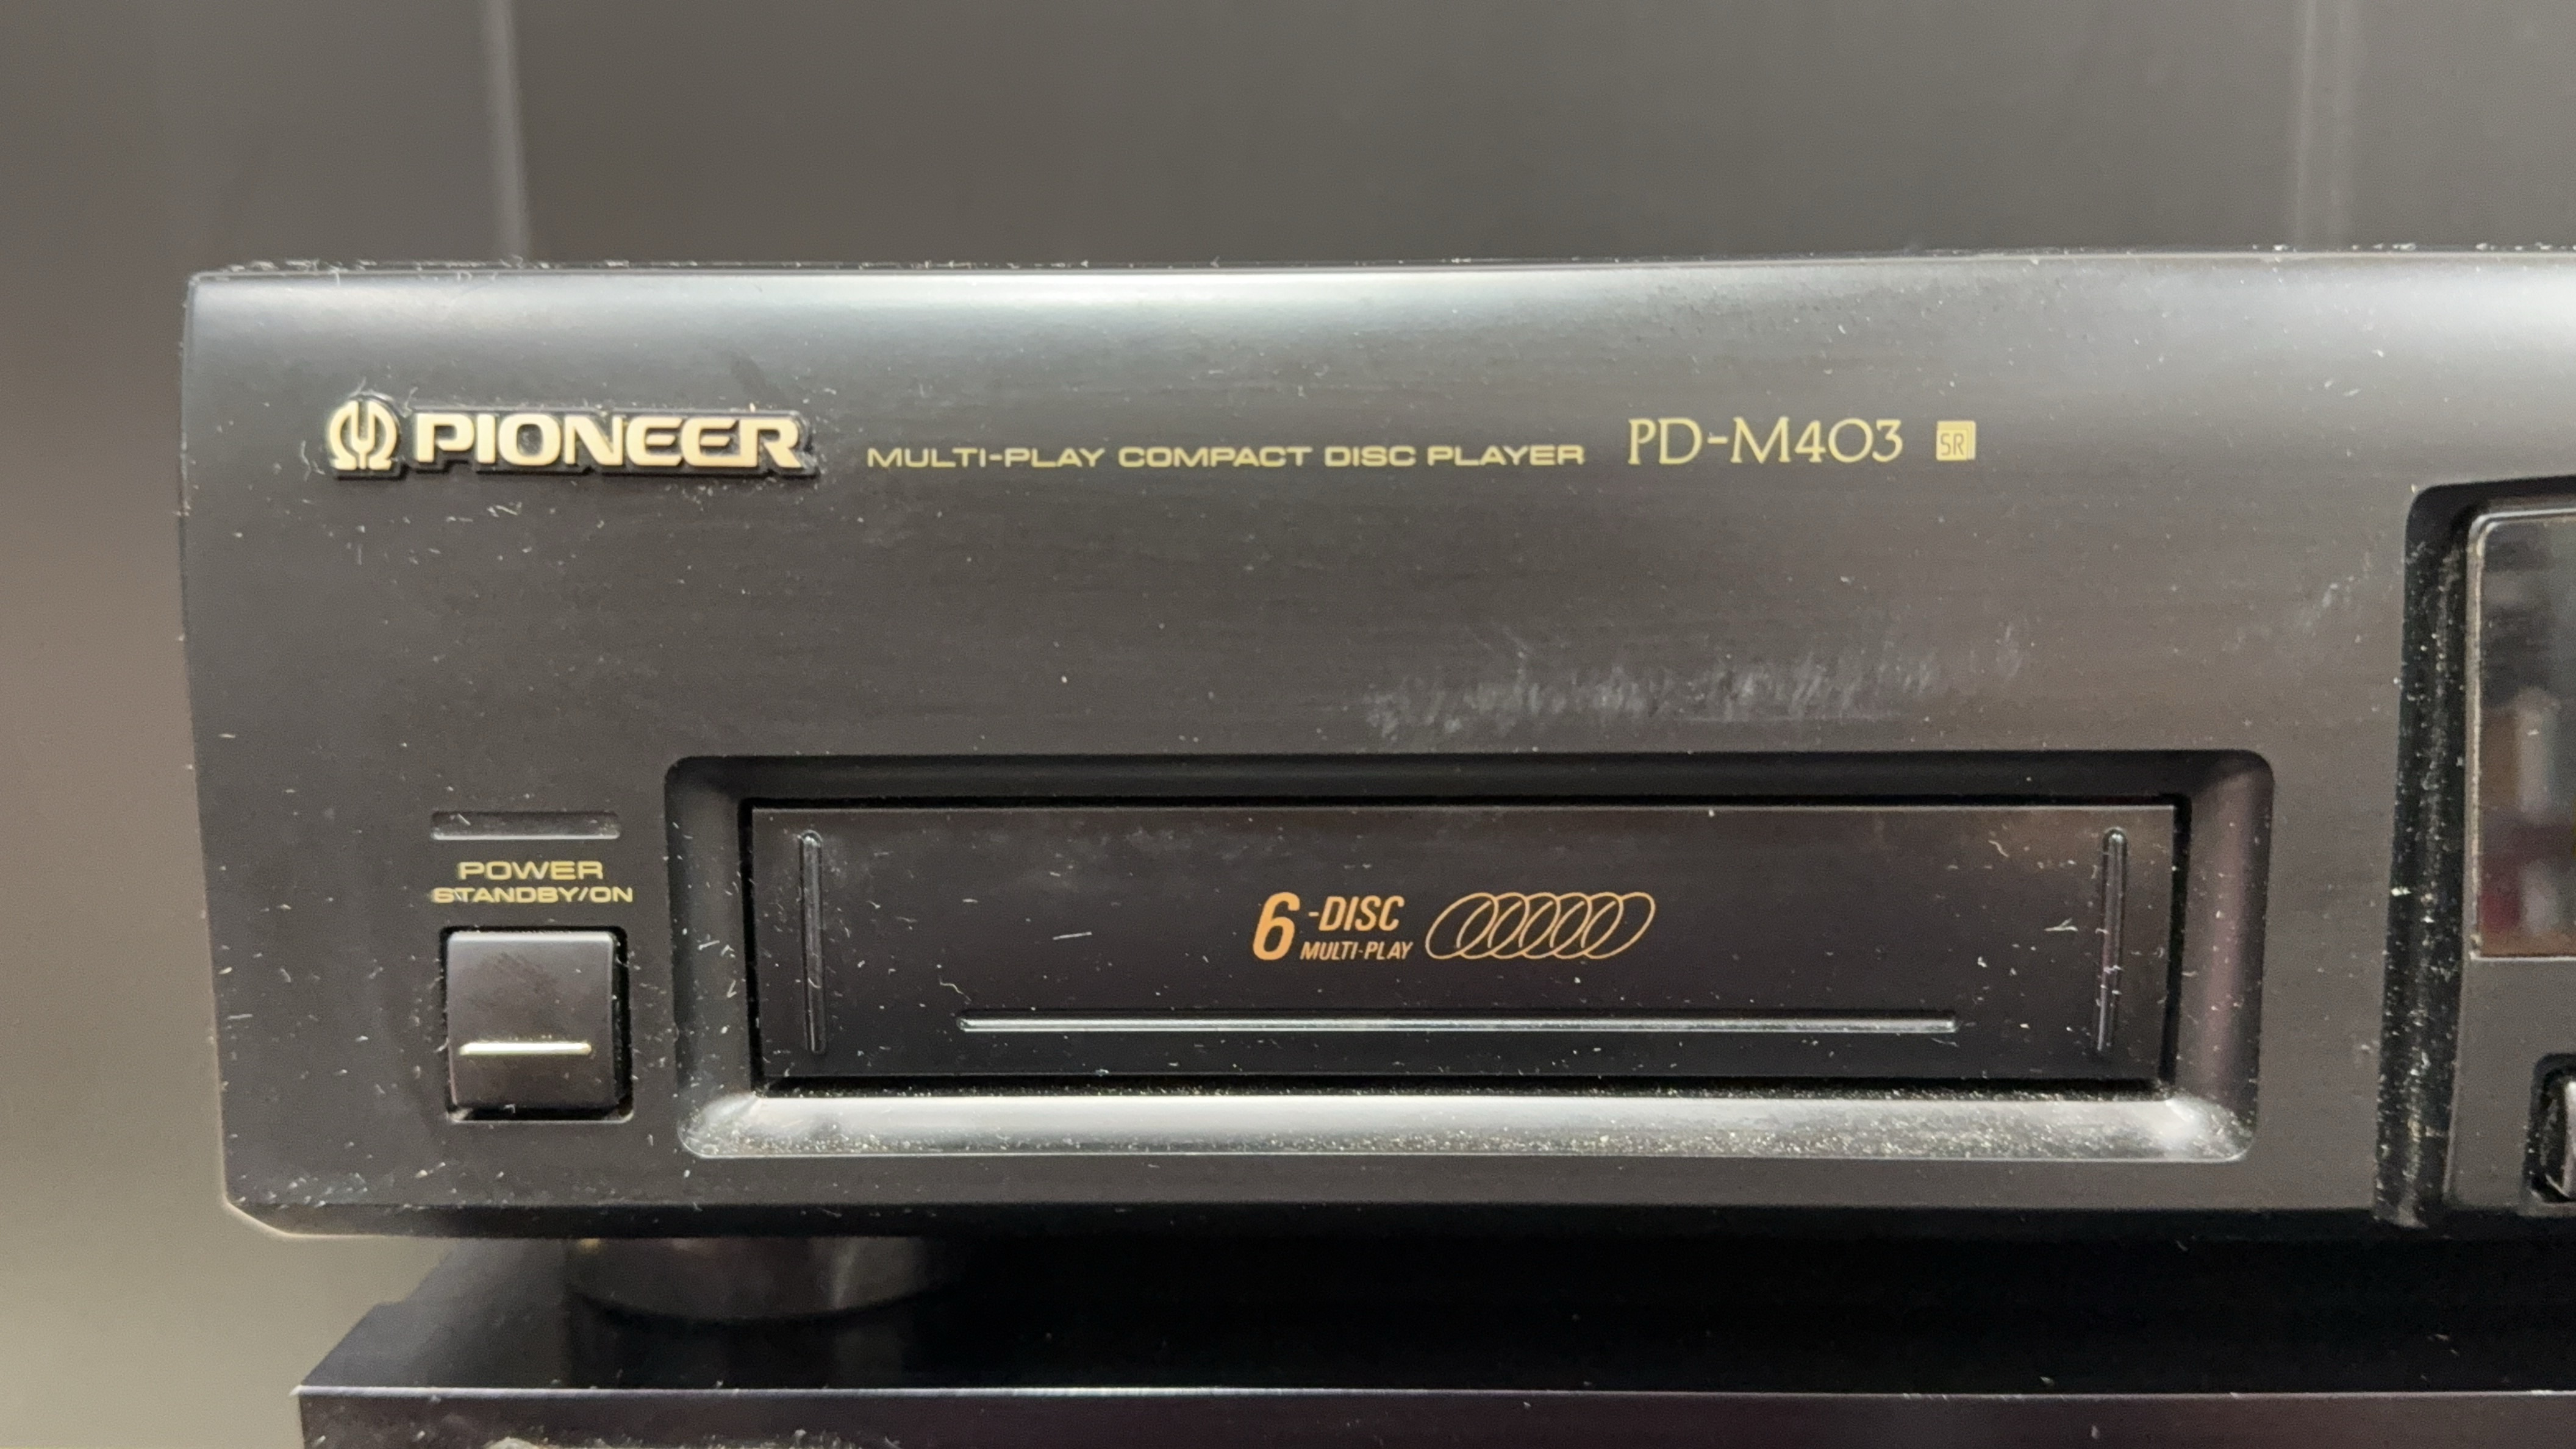 PIONEER MULTI-PLAY COMPACT DISC PLAYER PD-M403 SR
POWER
STANDBY/ON
6-DISC
MULTI-PLAY